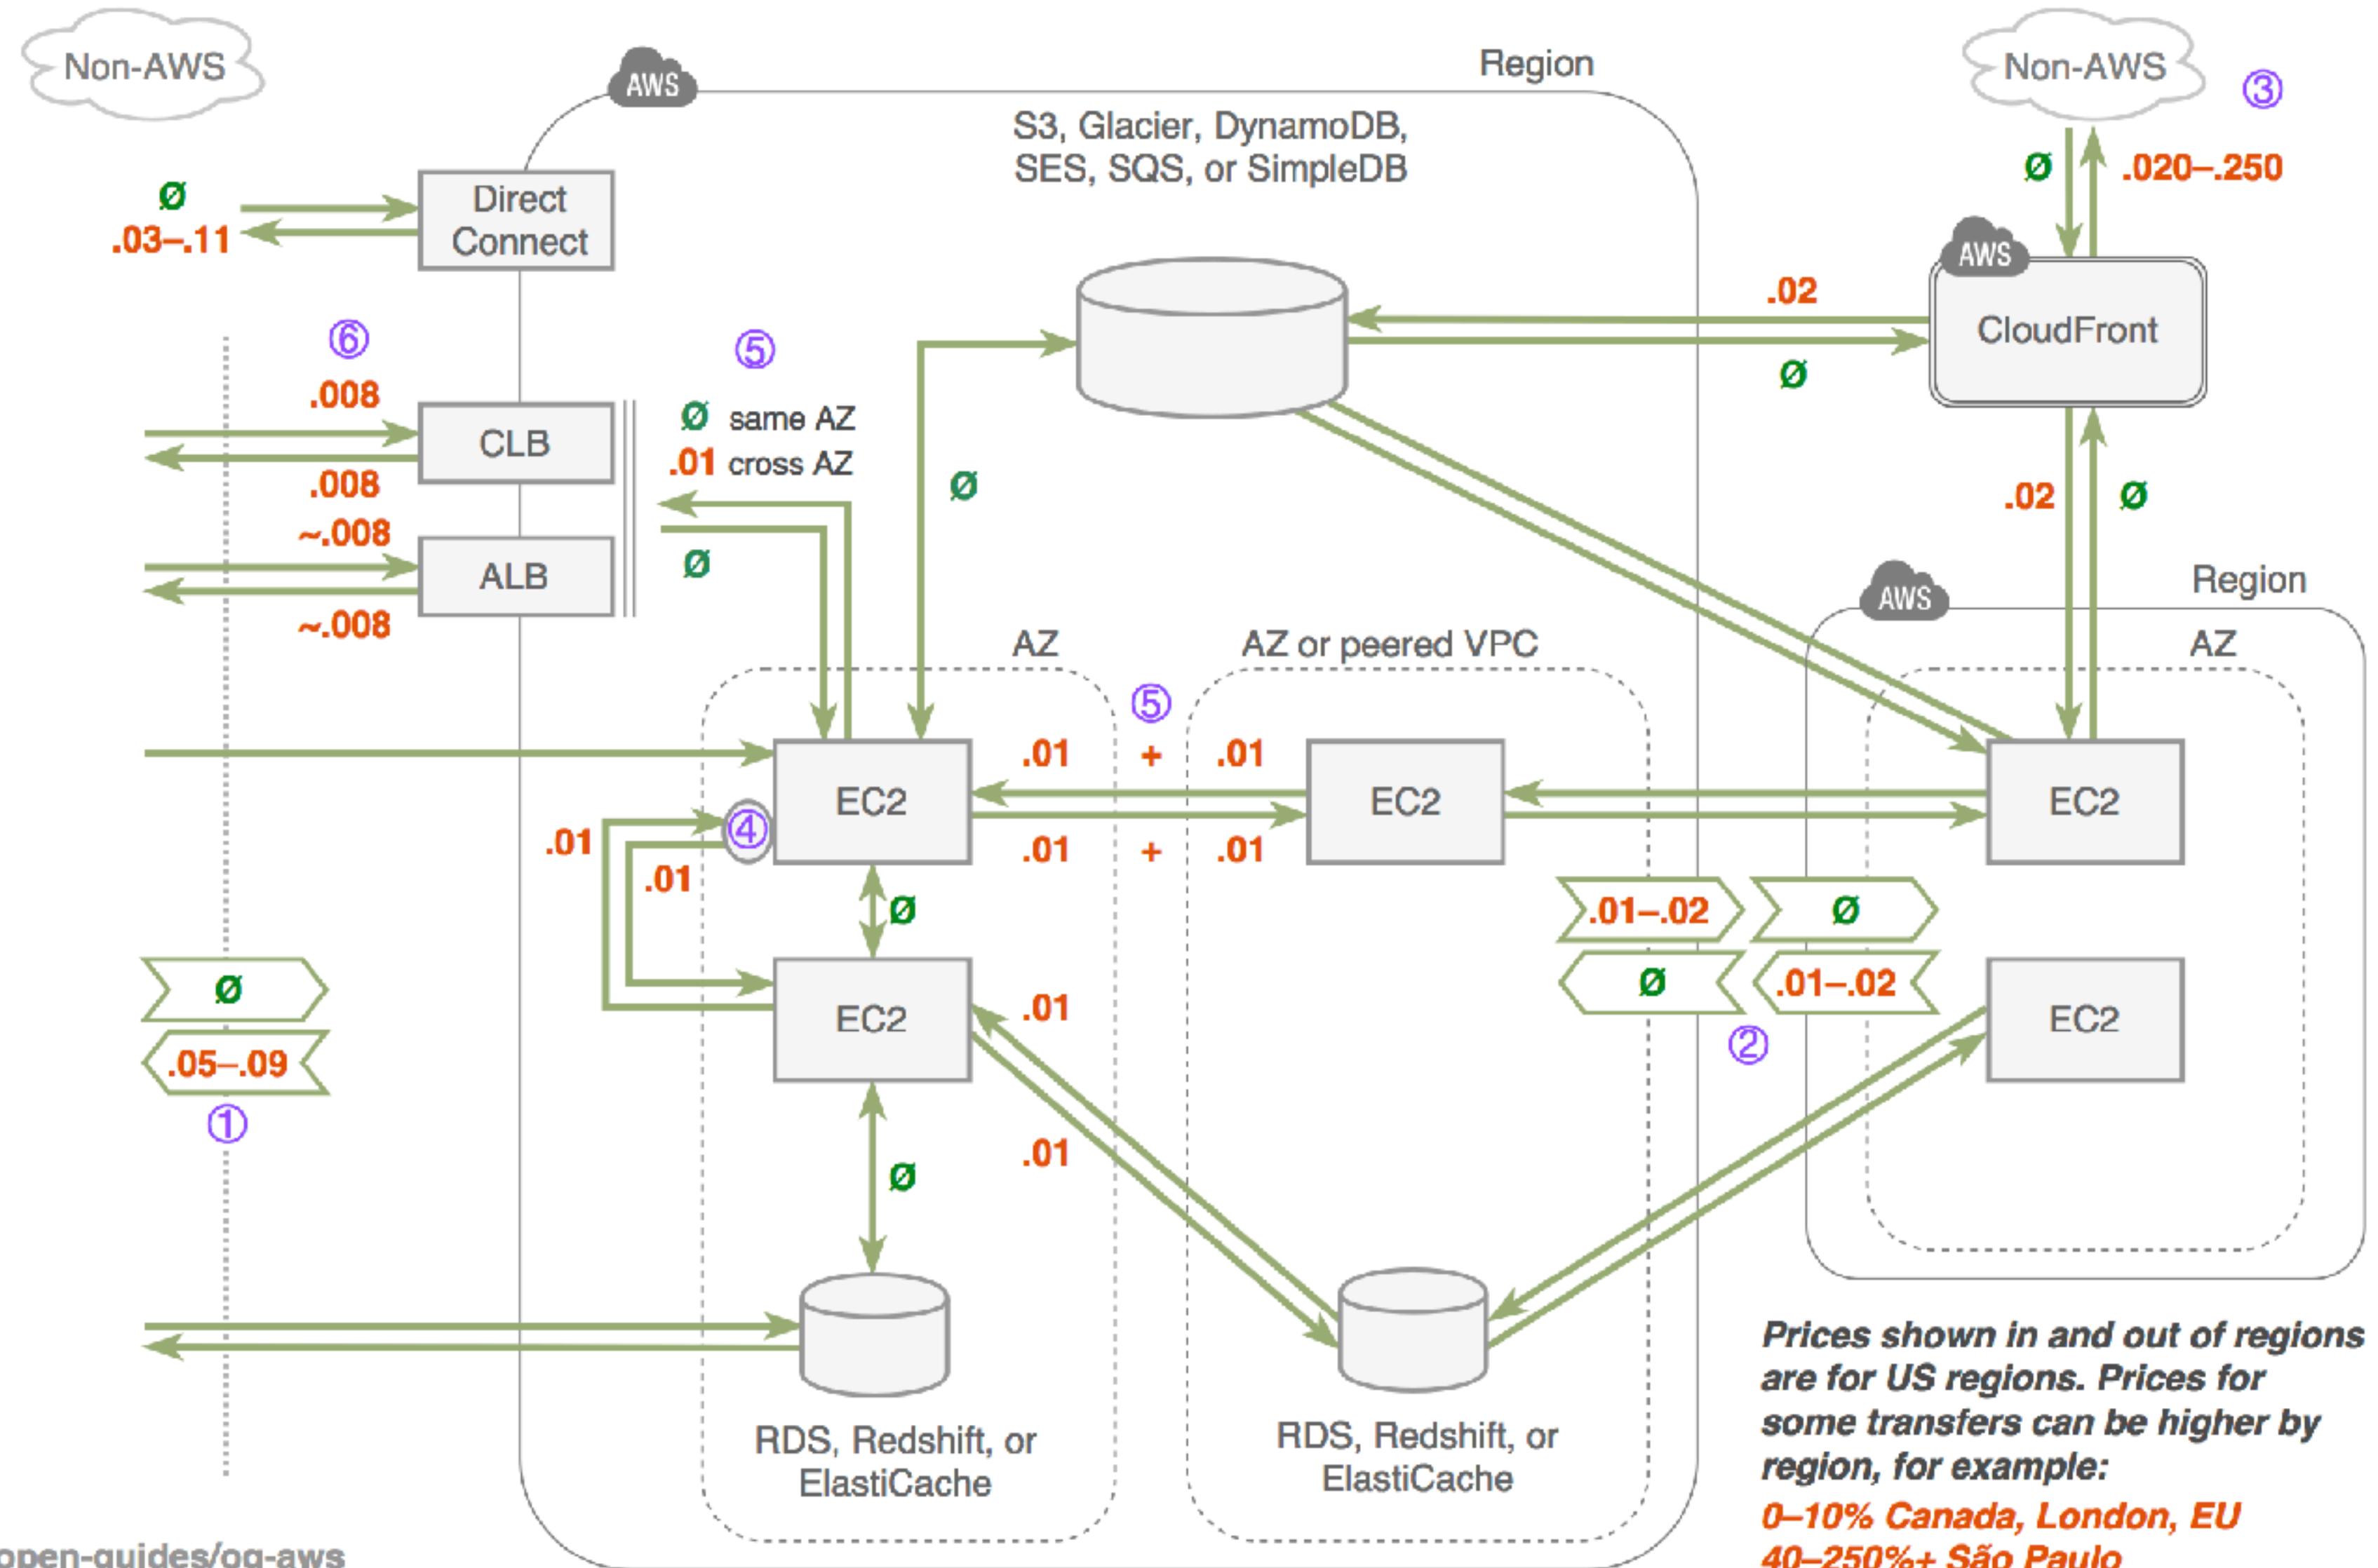 Non-AWS
AWS
Region
Non-AWS
③
S3, Glacier, DynamoDB,
SES, SQS, or SimpleDB
Ø
.03–.11
Direct
Connect
Ø
.020–.250
AWS
CloudFront
.02
Ø
⑥
⑤
.008
CLB
.008
Ø same AZ
.01 cross AZ
Ø
~.008
ALB
~.008
Ø
.02
Ø
AWS
Region
AZ
AZ or peered VPC
AZ
⑤
.01 + .01
EC2
EC2
EC2
④
.01 + .01
.01
.01
Ø
.01–.02
Ø
Ø
.01–.02
②
Ø
.05–.09
①
EC2
.01
EC2
.01
Ø
RDS, Redshift, or
ElastiCache
RDS, Redshift, or
ElastiCache
Prices shown in and out of regions
are for US regions. Prices for
some transfers can be higher by
region, for example:
0–10% Canada, London, EU
40–250%+ São Paulo
open-guides/og-aws